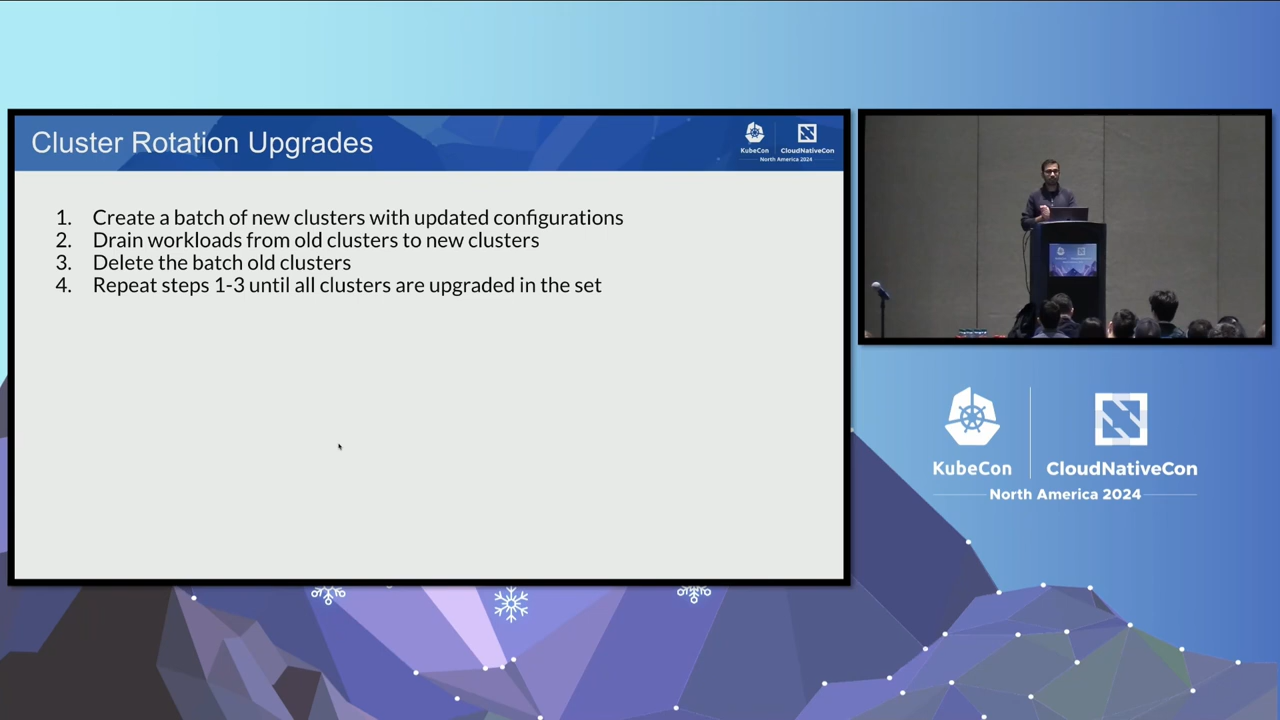 Cluster Rotation Upgrades
KubeCon
CloudNativeCon
North America 2024
1. Create a batch of new clusters with updated configurations
2. Drain workloads from old clusters to new clusters
3. Delete the batch old clusters
4. Repeat steps 1-3 until all clusters are upgraded in the set
KubeCon
CloudNativeCon
North America 2024